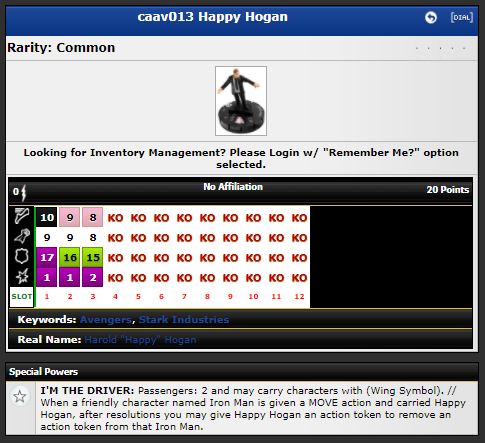 caav013 Happy Hogan
[DIAL]
Rarity: Common
Looking for Inventory Management? Please Login w/ "Remember Me?" option
selected.
0 No Affiliation 20 Points
10 9 8 KO KO KO KO KO KO KO KO KO
9 9 8 KO KO KO KO KO KO KO KO KO
17 16 15 KO KO KO KO KO KO KO KO KO
1 1 2 KO KO KO KO KO KO KO KO KO
SLOT 1 2 3 4 5 6 7 8 9 10 11 12
Keywords: Avengers, Stark Industries
Real Name: Harold "Happy" Hogan
Special Powers
I'M THE DRIVER: Passengers: 2 and may carry characters with (Wing Symbol). //
When a friendly character named Iron Man is given a MOVE action and carried Happy
Hogan, after resolutions you may give Happy Hogan an action token to remove an
action token from that Iron Man.